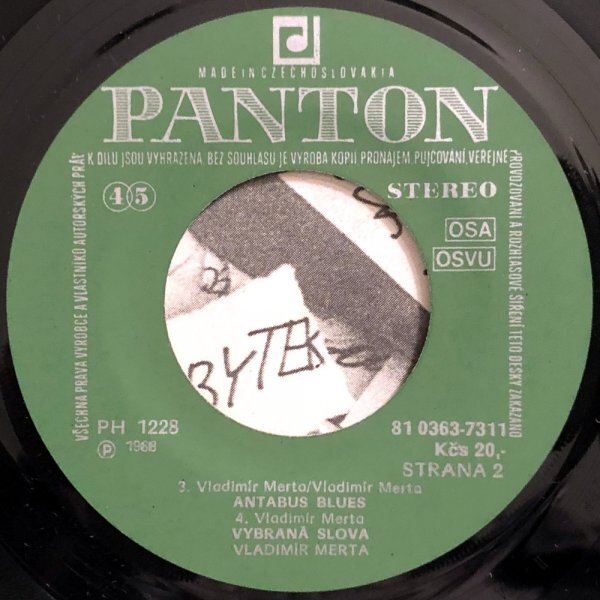 MADE IN CZECHOSLOVAKIA
PANTON
VŠECHNA PRÁVA VÝROBCE A VLASTNÍKŮ AUTORSKÝCH PRÁV K DÍLU JSOU VYHRAZENA. BEZ SOUHLASU JE VÝROBA KOPIÍ PRONÁJEM PŮJČOVÁNÍ, VEŘEJNÉ PROVOZOVÁNÍ A ROZHLASOVÉ ŠÍŘENÍ TÉTO DESKY ZAKÁZÁNO
45
STEREO
OSA
OSVU
BYTEK
PH 1228
81 0363-7311
Ⓟ 1988
Kčs 20,-
STRANA 2
3. Vladimír Merta/Vladimír Merta
ANTABUS BLUES
4. Vladimír Merta
VYBRANÁ SLOVA
VLADIMÍR MERTA